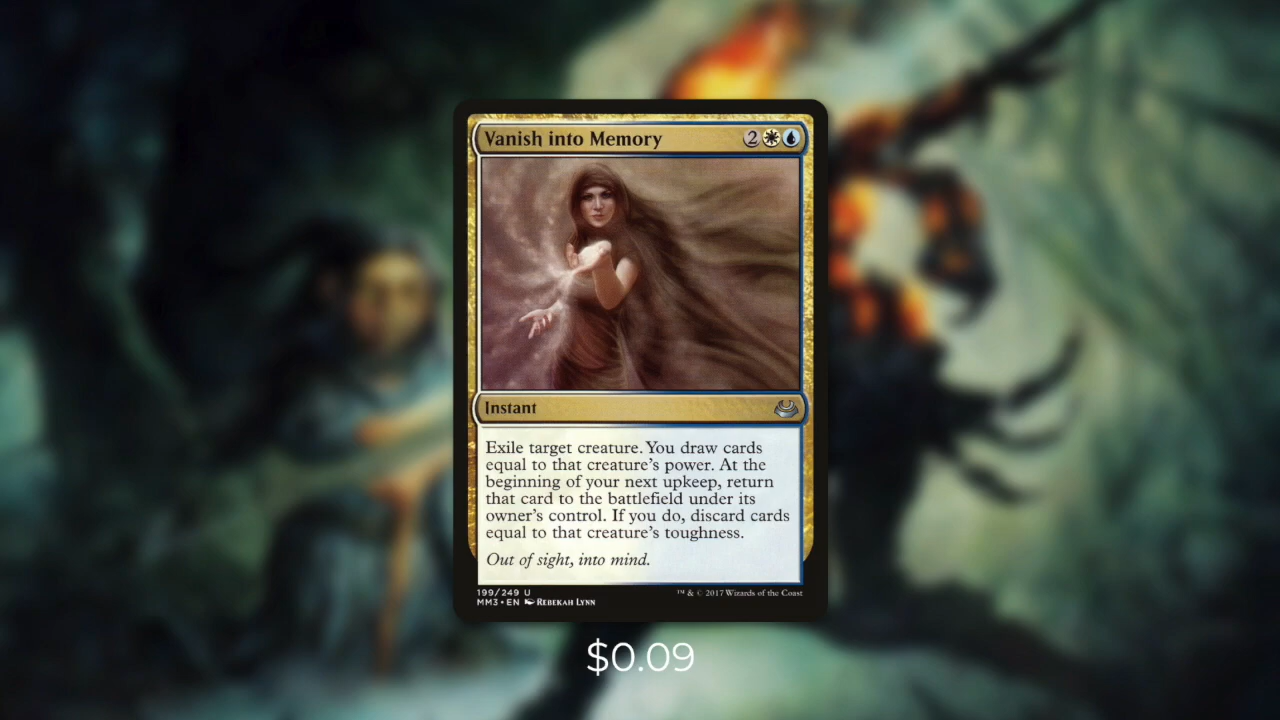 Vanish into Memory 2
Instant
Exile target creature. You draw cards
equal to that creature's power. At the
beginning of your next upkeep, return
that card to the battlefield under its
owner's control. If you do, discard cards
equal to that creature's toughness.
Out of sight, into mind.
199/249 U
MM3 • EN Rebekah Lynn
™ & © 2017 Wizards of the Coast
$0.09